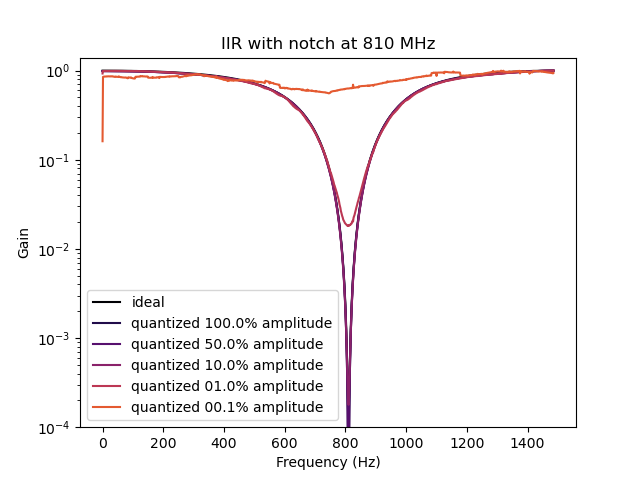 IIR with notch at 810 MHz
Gain
10⁰
10⁻¹
10⁻²
10⁻³
10⁻⁴
ideal
quantized 100.0% amplitude
quantized 50.0% amplitude
quantized 10.0% amplitude
quantized 01.0% amplitude
quantized 00.1% amplitude
0 200 400 600 800 1000 1200 1400
Frequency (Hz)